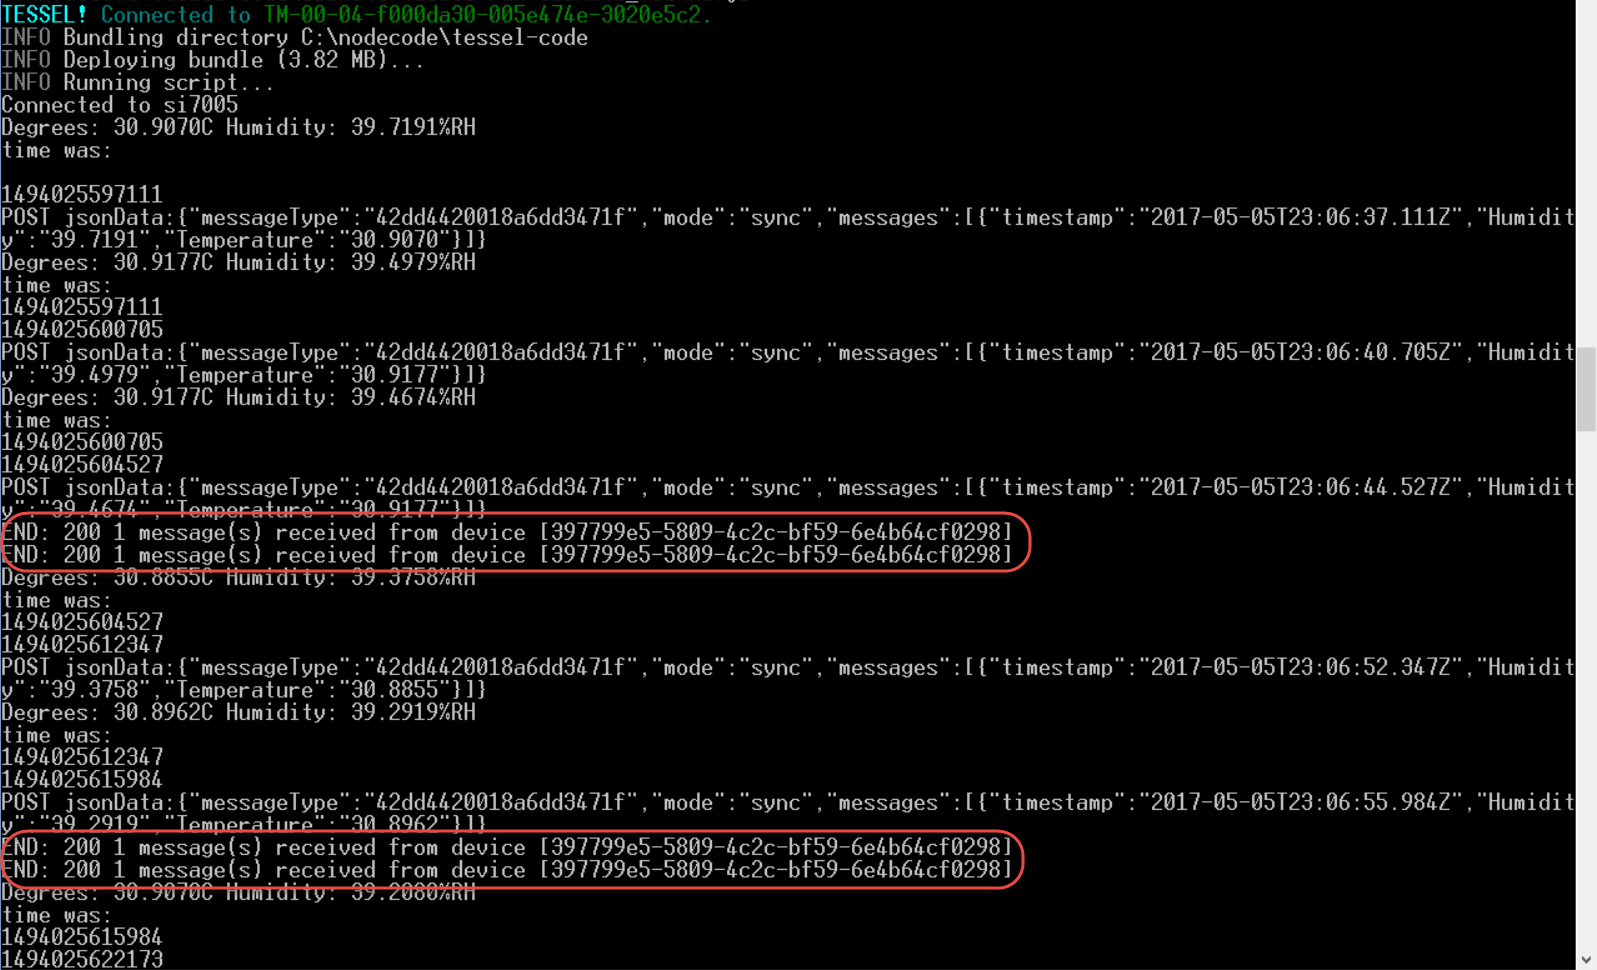 TESSEL! Connected to TM-00-04-f000da30-005e474e-3020e5c2.
INFO Bundling directory C:\nodecode\tessel-code
INFO Deploying bundle (3.82 MB)...
INFO Running script...
Connected to si7005
Degrees: 30.9070C Humidity: 39.7191%RH
time was:
1494025597111
POST jsonData:{"messageType":"42dd4420018a6dd3471f","mode":"sync","messages":[{"timestamp":"2017-05-05T23:06:37.111Z","Humidit
y":"39.7191","Temperature":"30.9070"}]}
Degrees: 30.9177C Humidity: 39.4979%RH
time was:
1494025597111
1494025600705
POST jsonData:{"messageType":"42dd4420018a6dd3471f","mode":"sync","messages":[{"timestamp":"2017-05-05T23:06:40.705Z","Humidit
y":"39.4979","Temperature":"30.9177"}]}
Degrees: 30.9177C Humidity: 39.4674%RH
time was:
1494025600705
1494025604527
POST jsonData:{"messageType":"42dd4420018a6dd3471f","mode":"sync","messages":[{"timestamp":"2017-05-05T23:06:44.527Z","Humidit
y":"39.4674","Temperature":"30.9177"}]}
END: 200 1 message(s) received from device [397799e5-5809-4c2c-bf59-6e4b64cf0298]
END: 200 1 message(s) received from device [397799e5-5809-4c2c-bf59-6e4b64cf0298]
Degrees: 30.8855C Humidity: 39.3758%RH
time was:
1494025604527
1494025612347
POST jsonData:{"messageType":"42dd4420018a6dd3471f","mode":"sync","messages":[{"timestamp":"2017-05-05T23:06:52.347Z","Humidit
y":"39.3758","Temperature":"30.8855"}]}
Degrees: 30.8962C Humidity: 39.2919%RH
time was:
1494025612347
1494025615984
POST jsonData:{"messageType":"42dd4420018a6dd3471f","mode":"sync","messages":[{"timestamp":"2017-05-05T23:06:55.984Z","Humidit
y":"39.2919","Temperature":"30.8962"}]}
END: 200 1 message(s) received from device [397799e5-5809-4c2c-bf59-6e4b64cf0298]
END: 200 1 message(s) received from device [397799e5-5809-4c2c-bf59-6e4b64cf0298]
Degrees: 30.9070C Humidity: 39.2080%RH
time was:
1494025615984
1494025622173